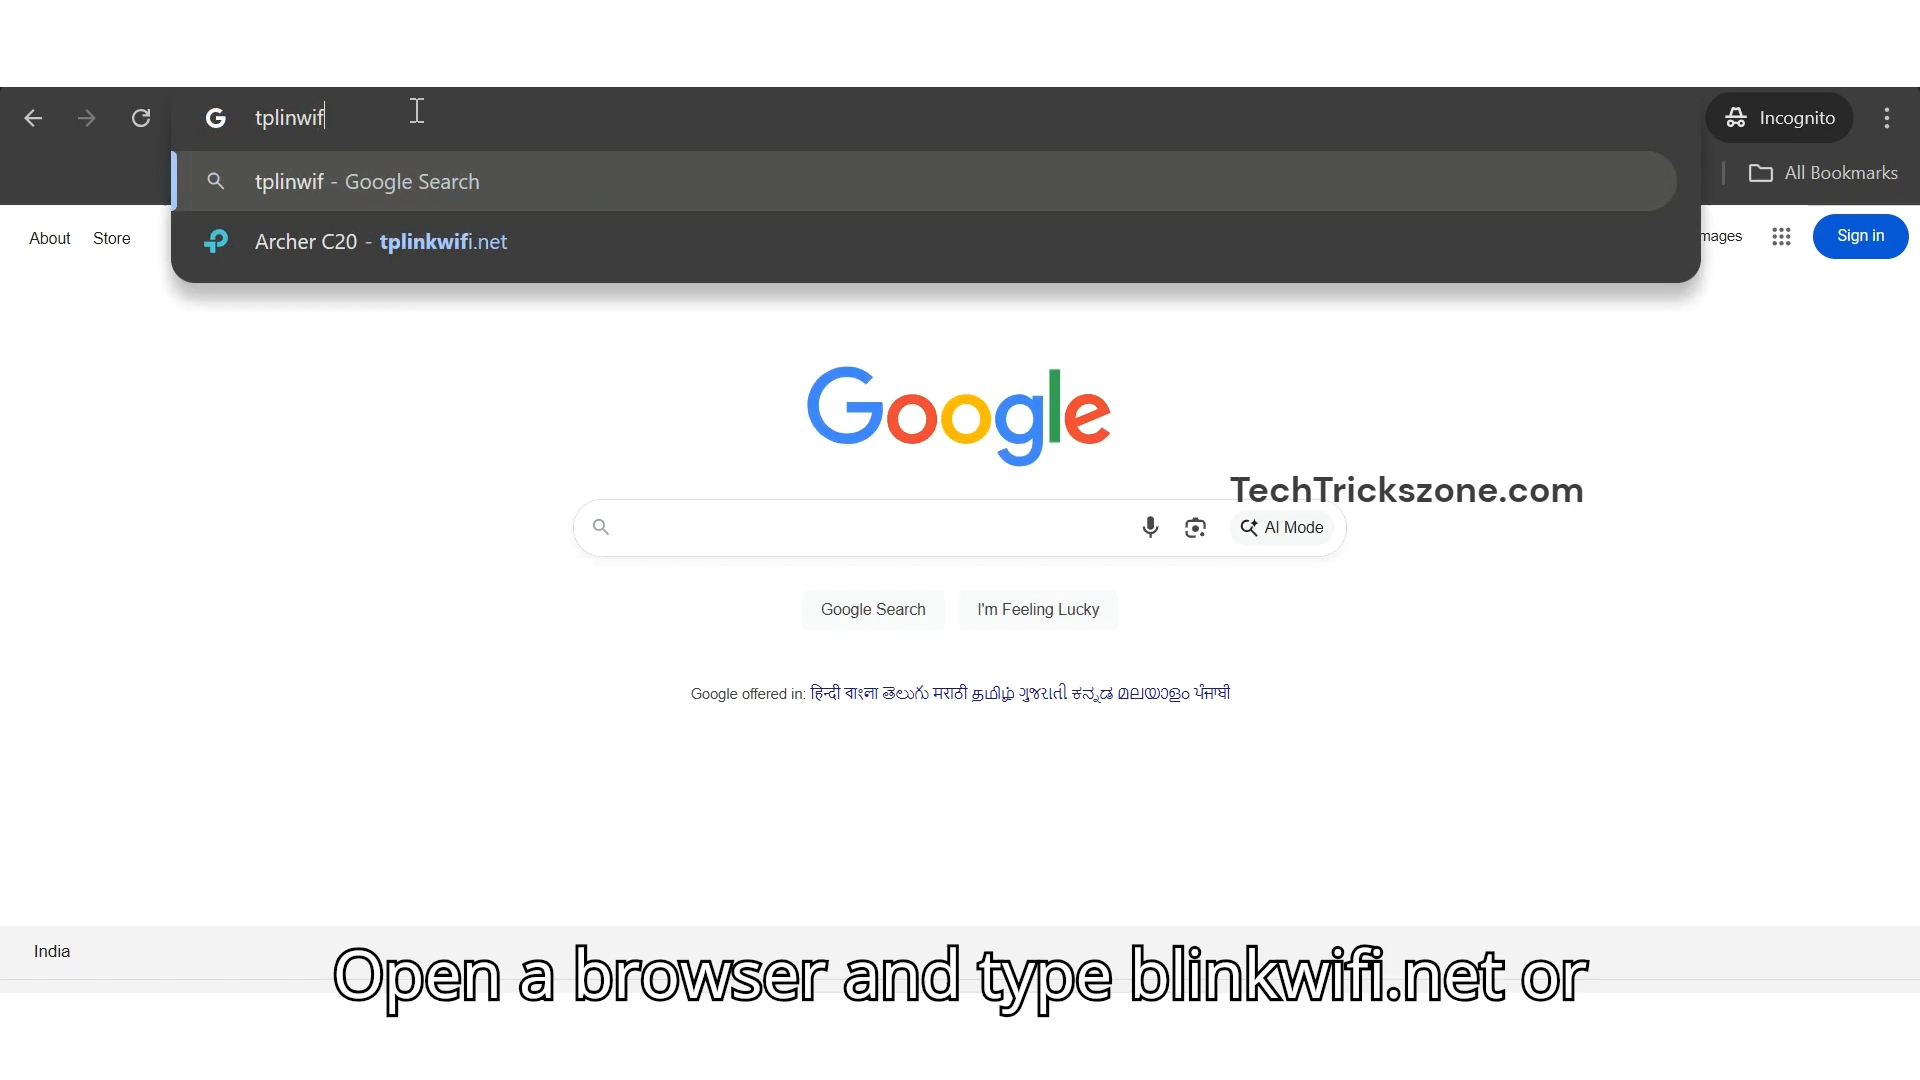 tplinwif
Incognito
tplinwif - Google Search
All Bookmarks
Archer C20 - tplinkwifi.net
About Store
mages
Sign in
Google
TechTrickszone.com
AI Mode
Google Search
I'm Feeling Lucky
Google offered in: हिन्दी বাংলা తెలుగు मराठी தமிழ் ગુજરાતી ಕನ್ನಡ മലയാളം ਪੰਜਾਬੀ
India
Open a browser and type blinkwifi.net or